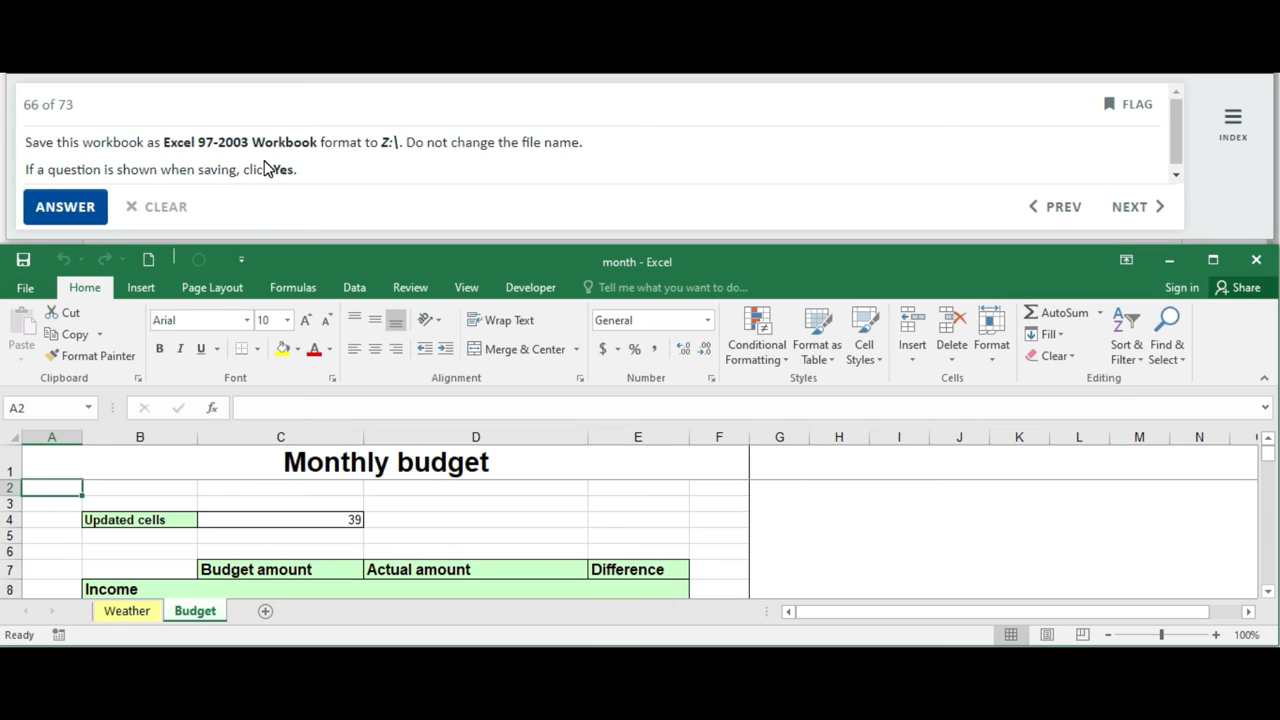 66 of 73
FLAG
INDEX
Save this workbook as Excel 97-2003 Workbook format to Z:\. Do not change the file name.
If a question is shown when saving, clic Yes.
ANSWER
CLEAR
PREV
NEXT
month - Excel
File Home Insert Page Layout Formulas Data Review View Developer Tell me what you want to do... Sign in Share
Paste Cut Arial 10 Wrap Text General Conditional Formatting Format as Table Cell Styles Insert Delete Format AutoSum Sort & Filter Find & Select
Copy Fill
Format Painter B I U A Merge & Center $ % , Clear
Clipboard Font Alignment Number Styles Cells Editing
A2 fx
A B C D E F G H I J K L M N
1 Monthly budget
2
3
4 Updated cells 39
5
6
7 Budget amount Actual amount Difference
8 Income
Weather Budget
Ready 100%